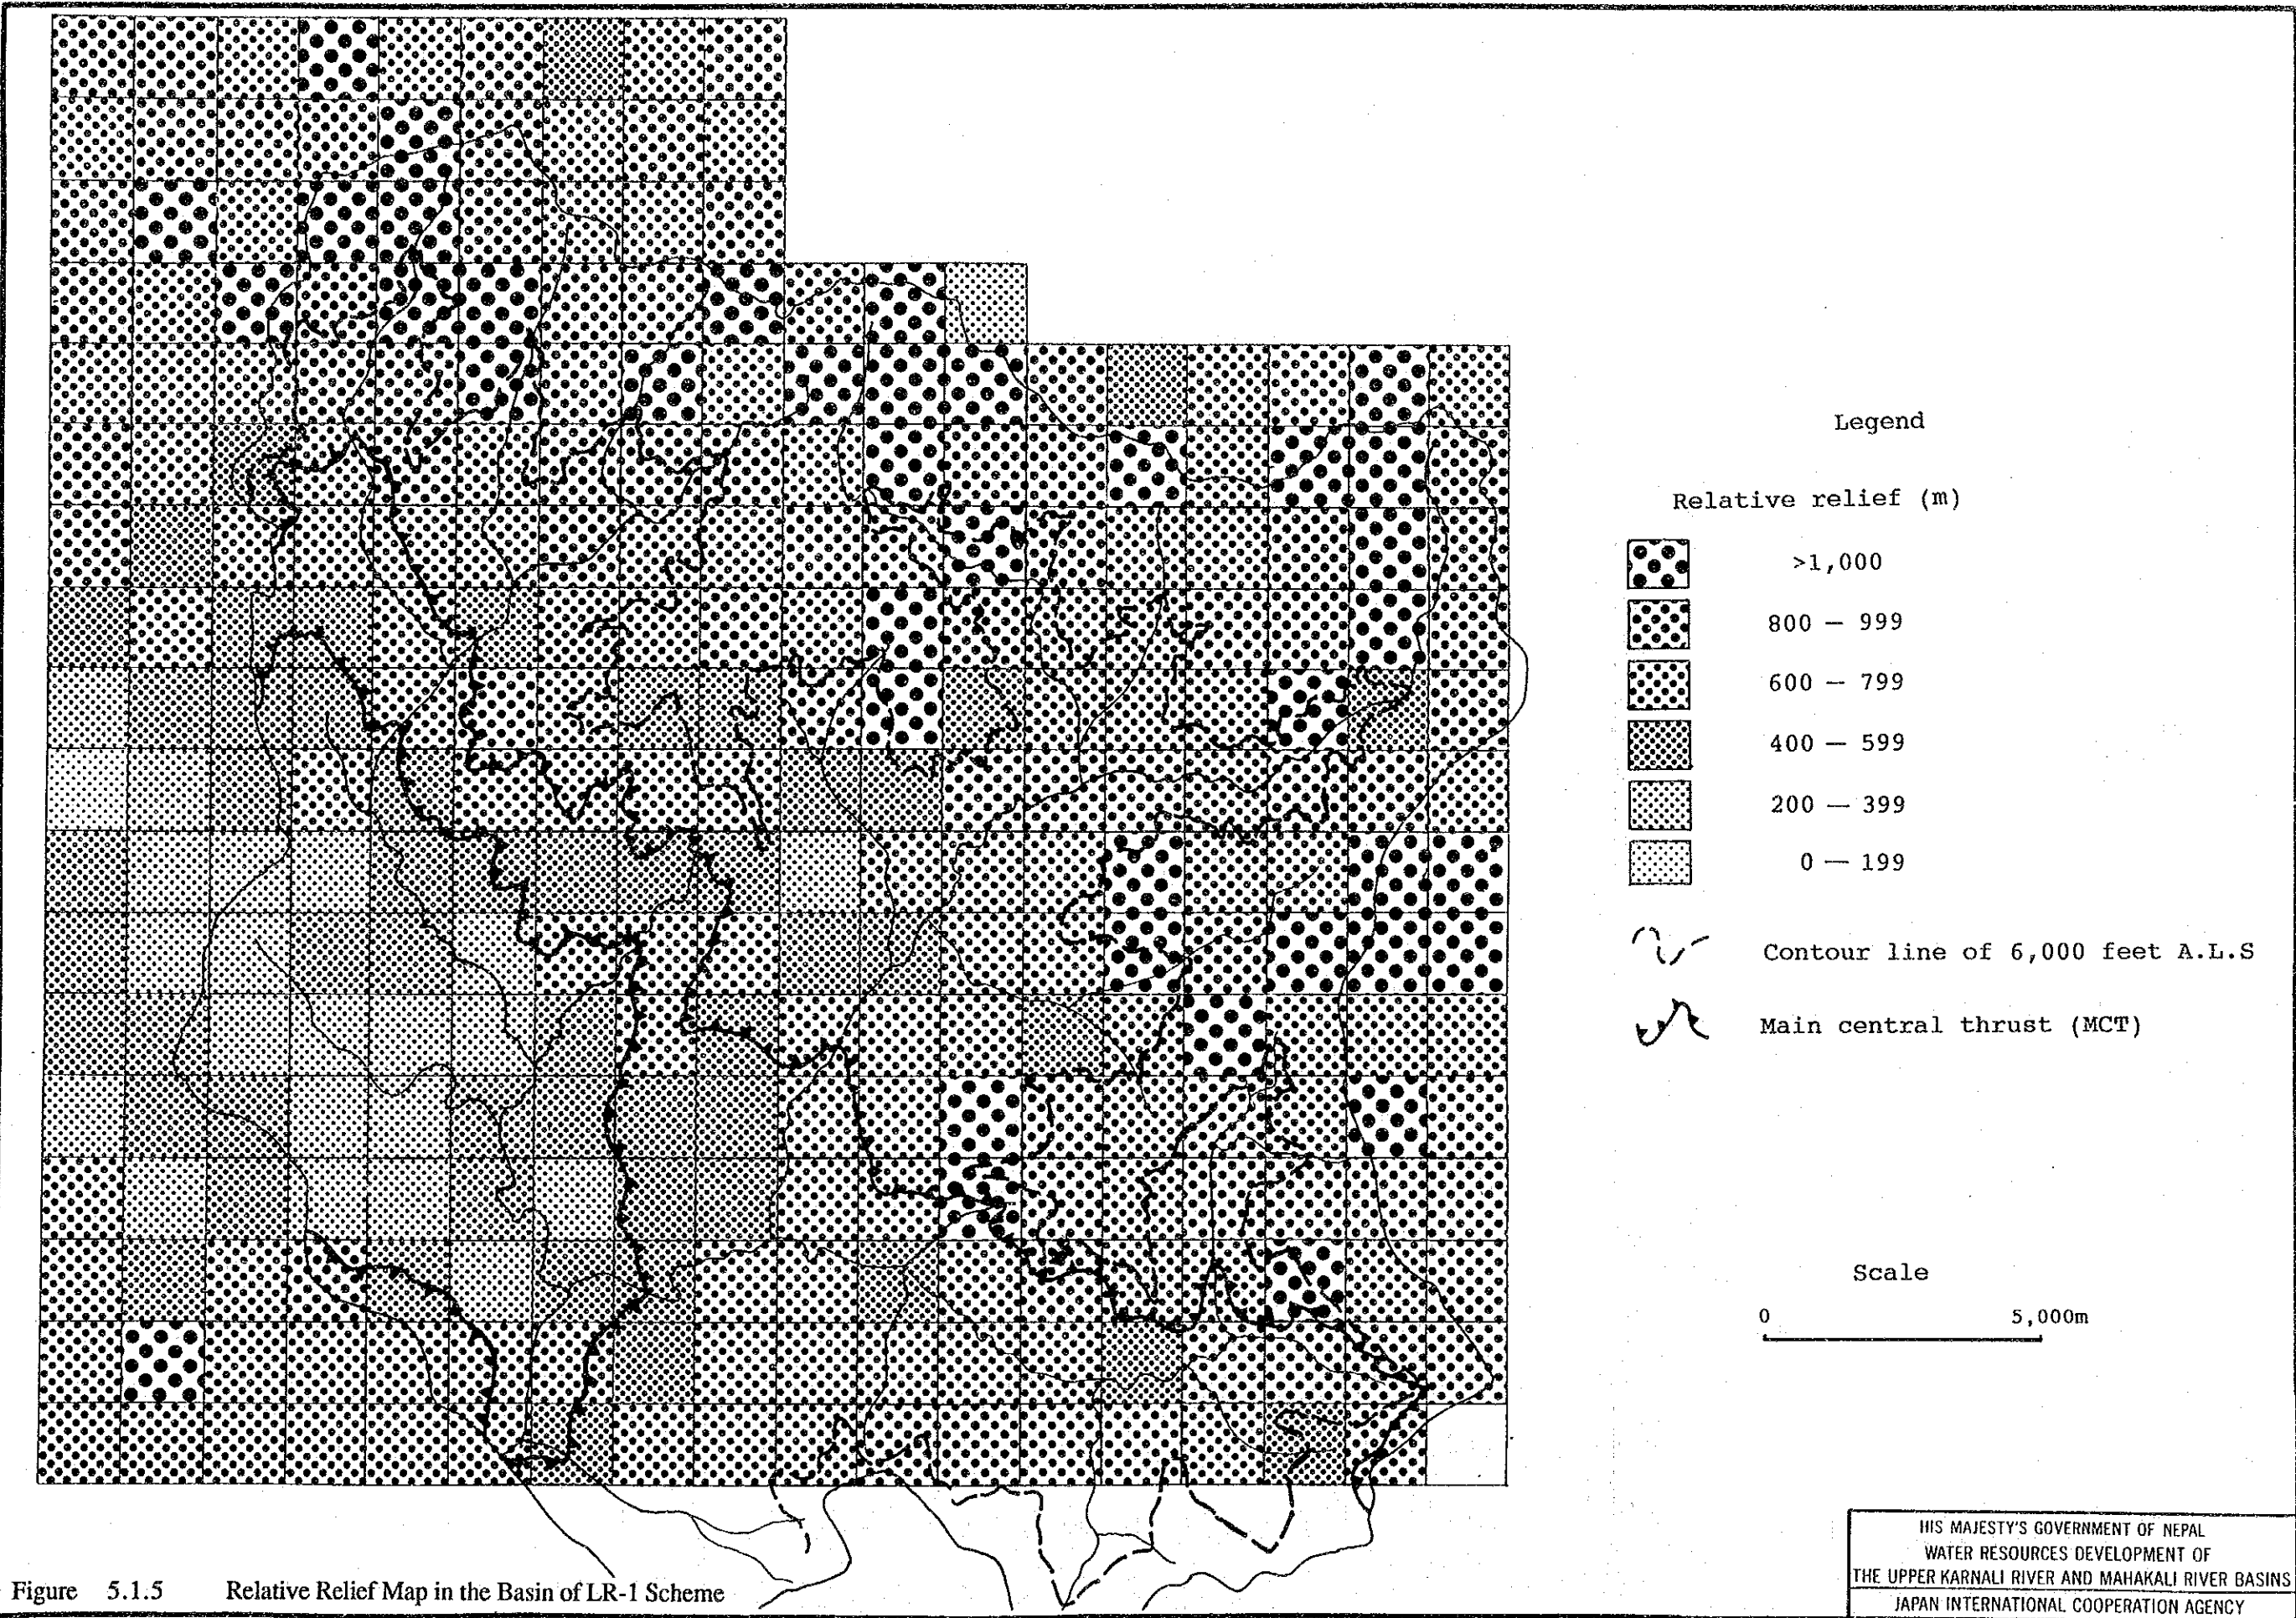 Legend
Relative relief (m)
>1,000
800 — 999
600 — 799
400 — 599
200 — 399
0 — 199
Contour line of 6,000 feet A.L.S
Main central thrust (MCT)
Scale
0 5,000m
HIS MAJESTY'S GOVERNMENT OF NEPAL
WATER RESOURCES DEVELOPMENT OF
THE UPPER KARNALI RIVER AND MAHAKALI RIVER BASINS
JAPAN INTERNATIONAL COOPERATION AGENCY
Figure 5.1.5 Relative Relief Map in the Basin of LR-1 Scheme